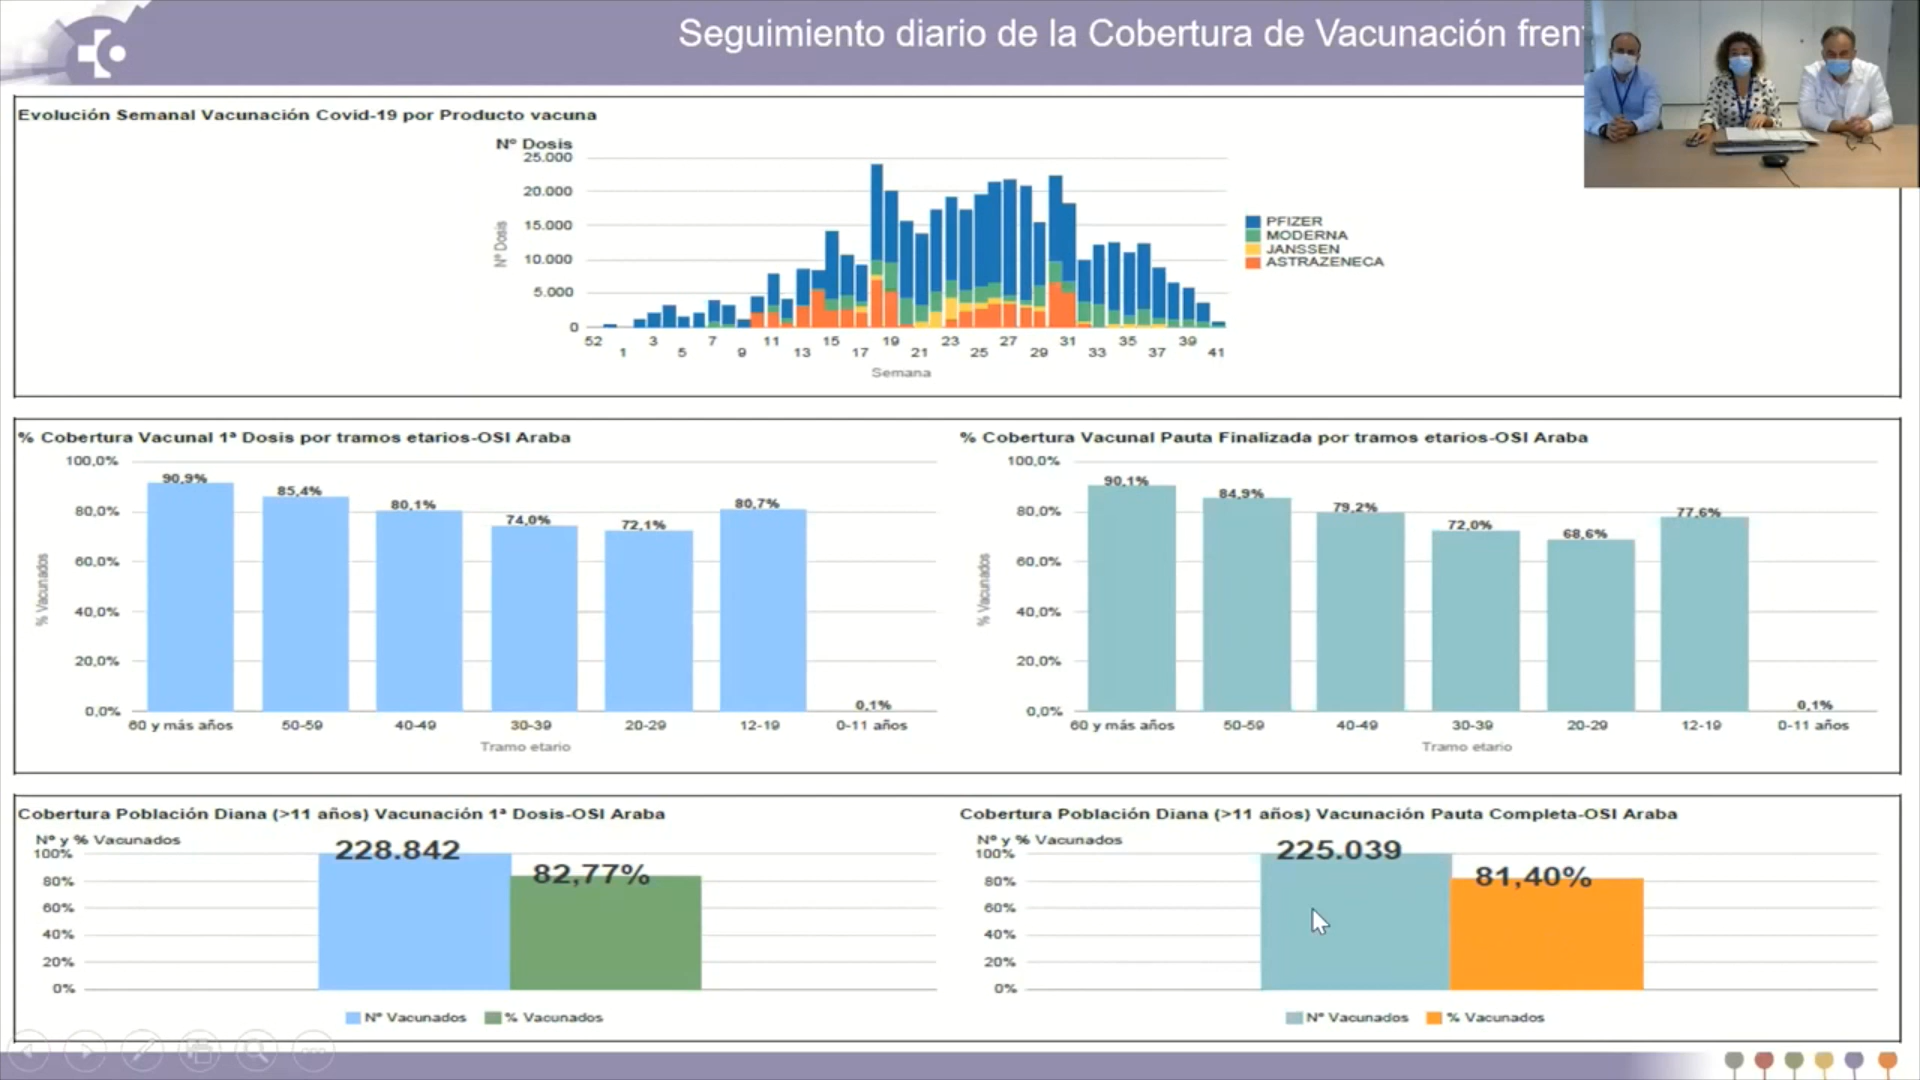 Seguimiento diario de la Cobertura de Vacunación
Evolución Semanal Vacunación Covid-19 por Producto vacuna
Nº Dosis
25.000
20.000
15.000
10.000
5.000
0
Nº Dosis
52 1 3 5 7 9 11 13 15 17 19 21 23 25 27 29 31 33 35 37 39 41
Semana
PFIZER
MODERNA
JANSSEN
ASTRAZENECA
% Cobertura Vacunal 1ª Dosis por tramos etarios-OSI Araba
100,0%
80,0%
60,0%
40,0%
20,0%
0,0%
% Vacunados
90,9% 85,4% 80,1% 74,0% 72,1% 80,7% 0,1%
60 y más años 50-59 40-49 30-39 20-29 12-19 0-11 años
Tramo etario
% Cobertura Vacunal Pauta Finalizada por tramos etarios-OSI Araba
100,0%
80,0%
60,0%
40,0%
20,0%
0,0%
% Vacunados
90,1% 84,9% 79,2% 72,0% 68,6% 77,6% 0,1%
60 y más años 50-59 40-49 30-39 20-29 12-19 0-11 años
Tramo etario
Cobertura Población Diana (>11 años) Vacunación 1ª Dosis-OSI Araba
Nº y % Vacunados
100%
80%
60%
40%
20%
0%
228.842
82,77%
Nº Vacunados % Vacunados
Cobertura Población Diana (>11 años) Vacunación Pauta Completa-OSI Araba
Nº y % Vacunados
100%
80%
60%
40%
20%
0%
225.039
81,40%
Nº Vacunados % Vacunados